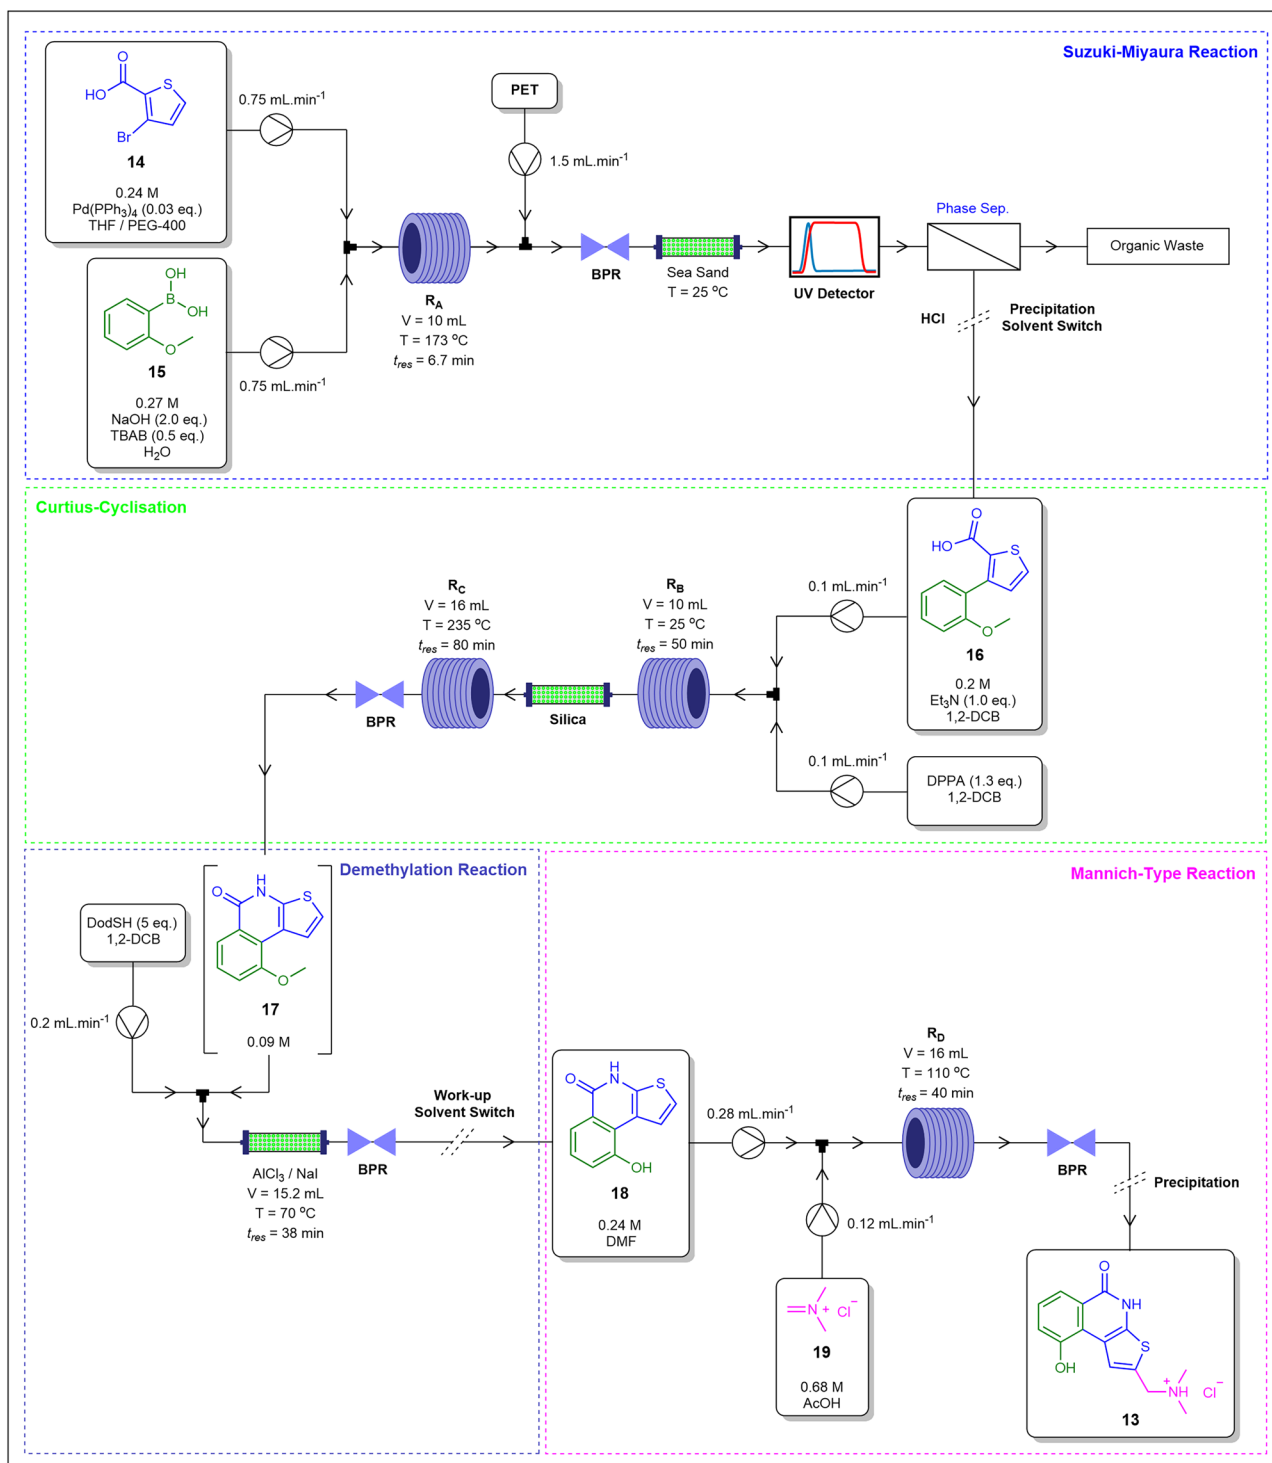 Suzuki-Miyaura Reaction
O
HO
S
Br
14
0.24 M
Pd(PPh₃)₄ (0.03 eq.)
THF / PEG-400
0.75 mL.min⁻¹
PET
1.5 mL.min⁻¹
OH
B
OH
O
15
0.27 M
NaOH (2.0 eq.)
TBAB (0.5 eq.)
H₂O
0.75 mL.min⁻¹
R_A
V = 10 mL
T = 173 °C
t_res = 6.7 min
BPR
Sea Sand
T = 25 °C
UV Detector
Phase Sep.
Organic Waste
HCl
Precipitation
Solvent Switch
Curtius-Cyclisation
O
HO
S
O
16
0.2 M
Et₃N (1.0 eq.)
1,2-DCB
0.1 mL.min⁻¹
DPPA (1.3 eq.)
1,2-DCB
0.1 mL.min⁻¹
R_B
V = 10 mL
T = 25 °C
t_res = 50 min
Silica
R_C
V = 16 mL
T = 235 °C
t_res = 80 min
BPR
Demethylation Reaction
DodSH (5 eq.)
1,2-DCB
0.2 mL.min⁻¹
H
N
O
S
O
17
0.09 M
AlCl₃ / NaI
V = 15.2 mL
T = 70 °C
t_res = 38 min
BPR
Work-up
Solvent Switch
Mannich-Type Reaction
H
N
O
S
OH
18
0.24 M
DMF
0.28 mL.min⁻¹
0.12 mL.min⁻¹
N
+
Cl⁻
19
0.68 M
AcOH
R_D
V = 16 mL
T = 110 °C
t_res = 40 min
BPR
Precipitation
O
NH
S
OH
+
NH
Cl⁻
13